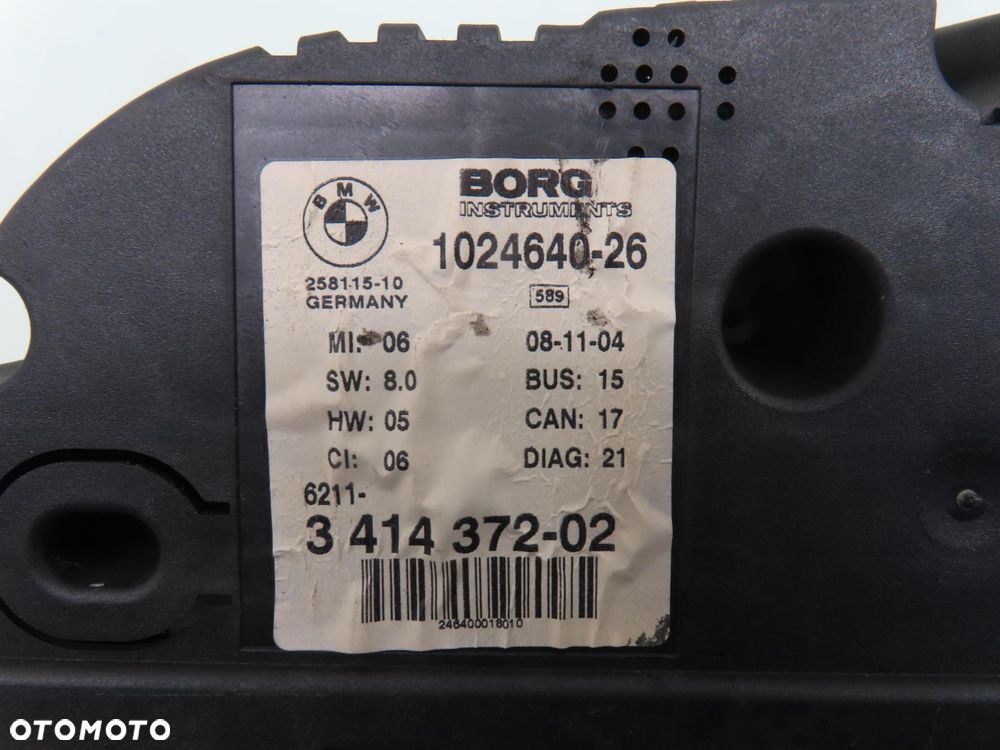 BMW
BORG
INSTRUMENTS
1024640-26
258115-10
GERMANY
589
MI: 06
08-11-04
SW: 8.0
BUS: 15
HW: 05
CAN: 17
CI: 06
DIAG: 21
6211-
3 414 372-02
246400018010
OTOMOTO